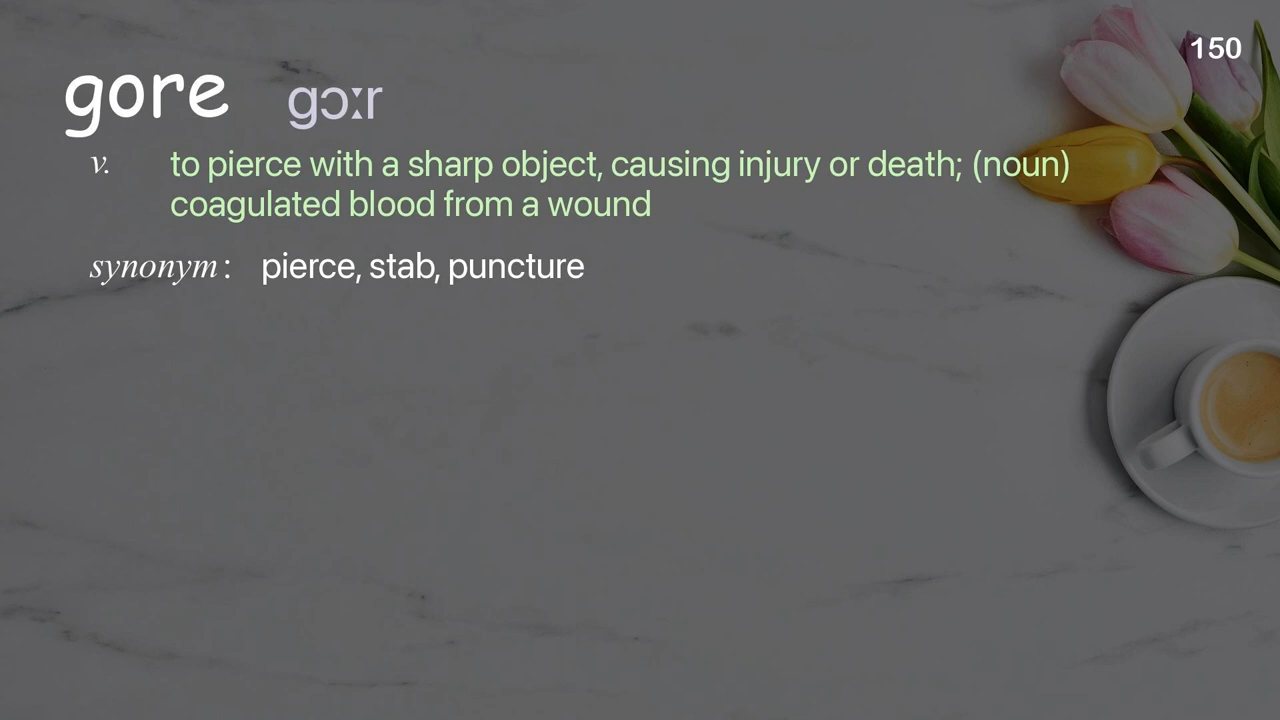 150
gore gɔːr
v. to pierce with a sharp object, causing injury or death; (noun)
coagulated blood from a wound
synonym : pierce, stab, puncture